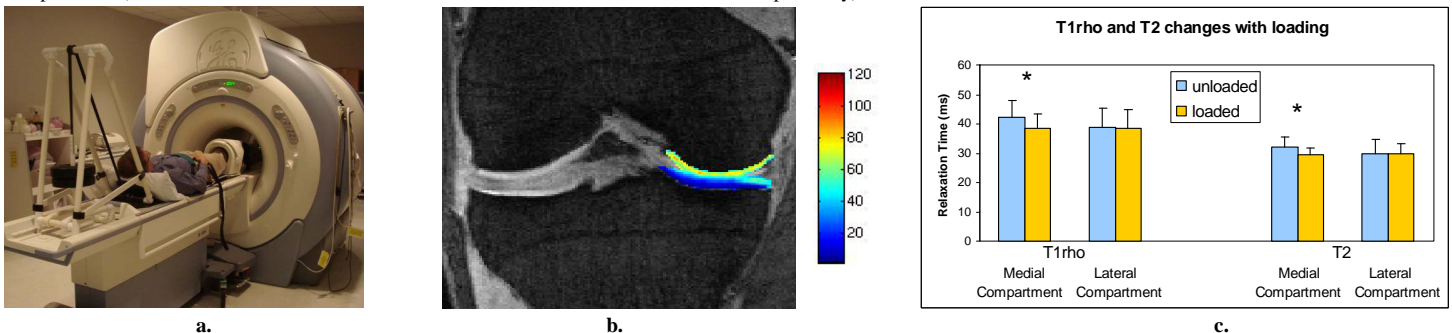 120
100
80
60
40
20
T1rho and T2 changes with loading
Relaxation Time (ms)
60
50
40
30
20
10
0
*
*
unloaded
loaded
T1rho
T2
Medial Compartment
Lateral Compartment
Medial Compartment
Lateral Compartment
a.
b.
c.